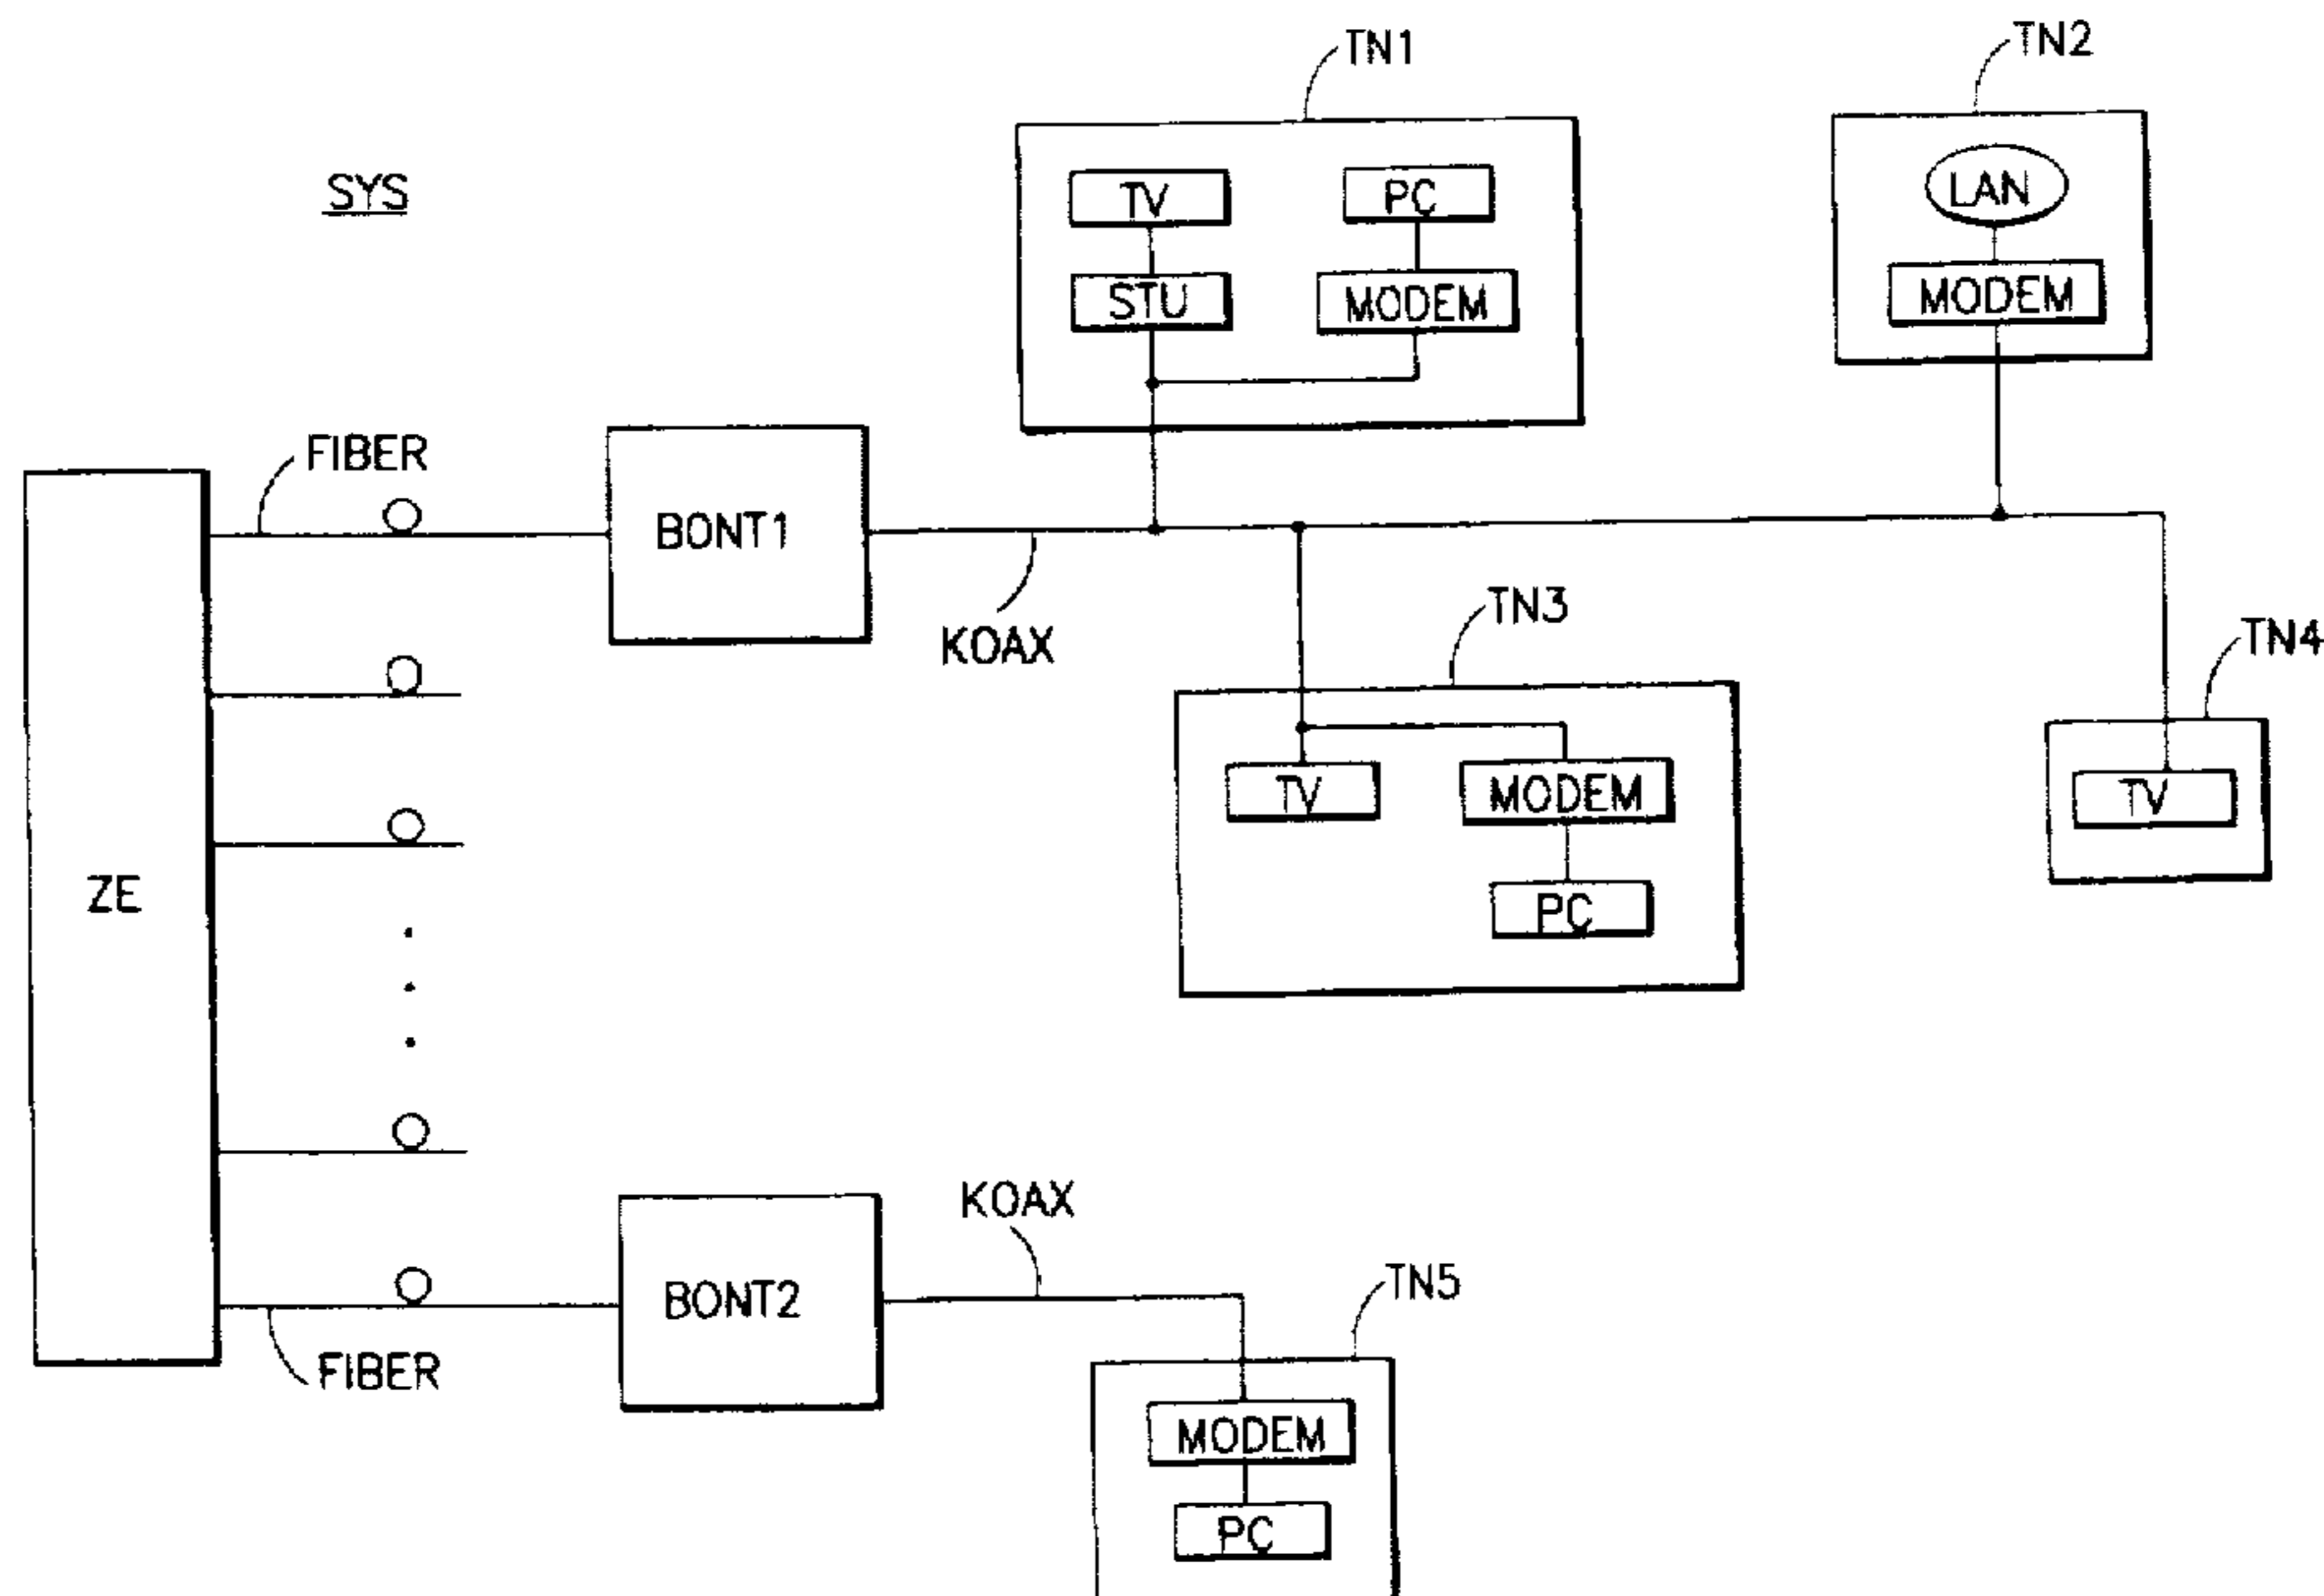 TN1
TN2
SYS
TV
PC
LAN
STU
MODEM
MODEM
FIBER
BONT1
KOAX
TN3
TN4
TV
MODEM
TV
ZE
PC
KOAX
TN5
BONT2
FIBER
MODEM
PC